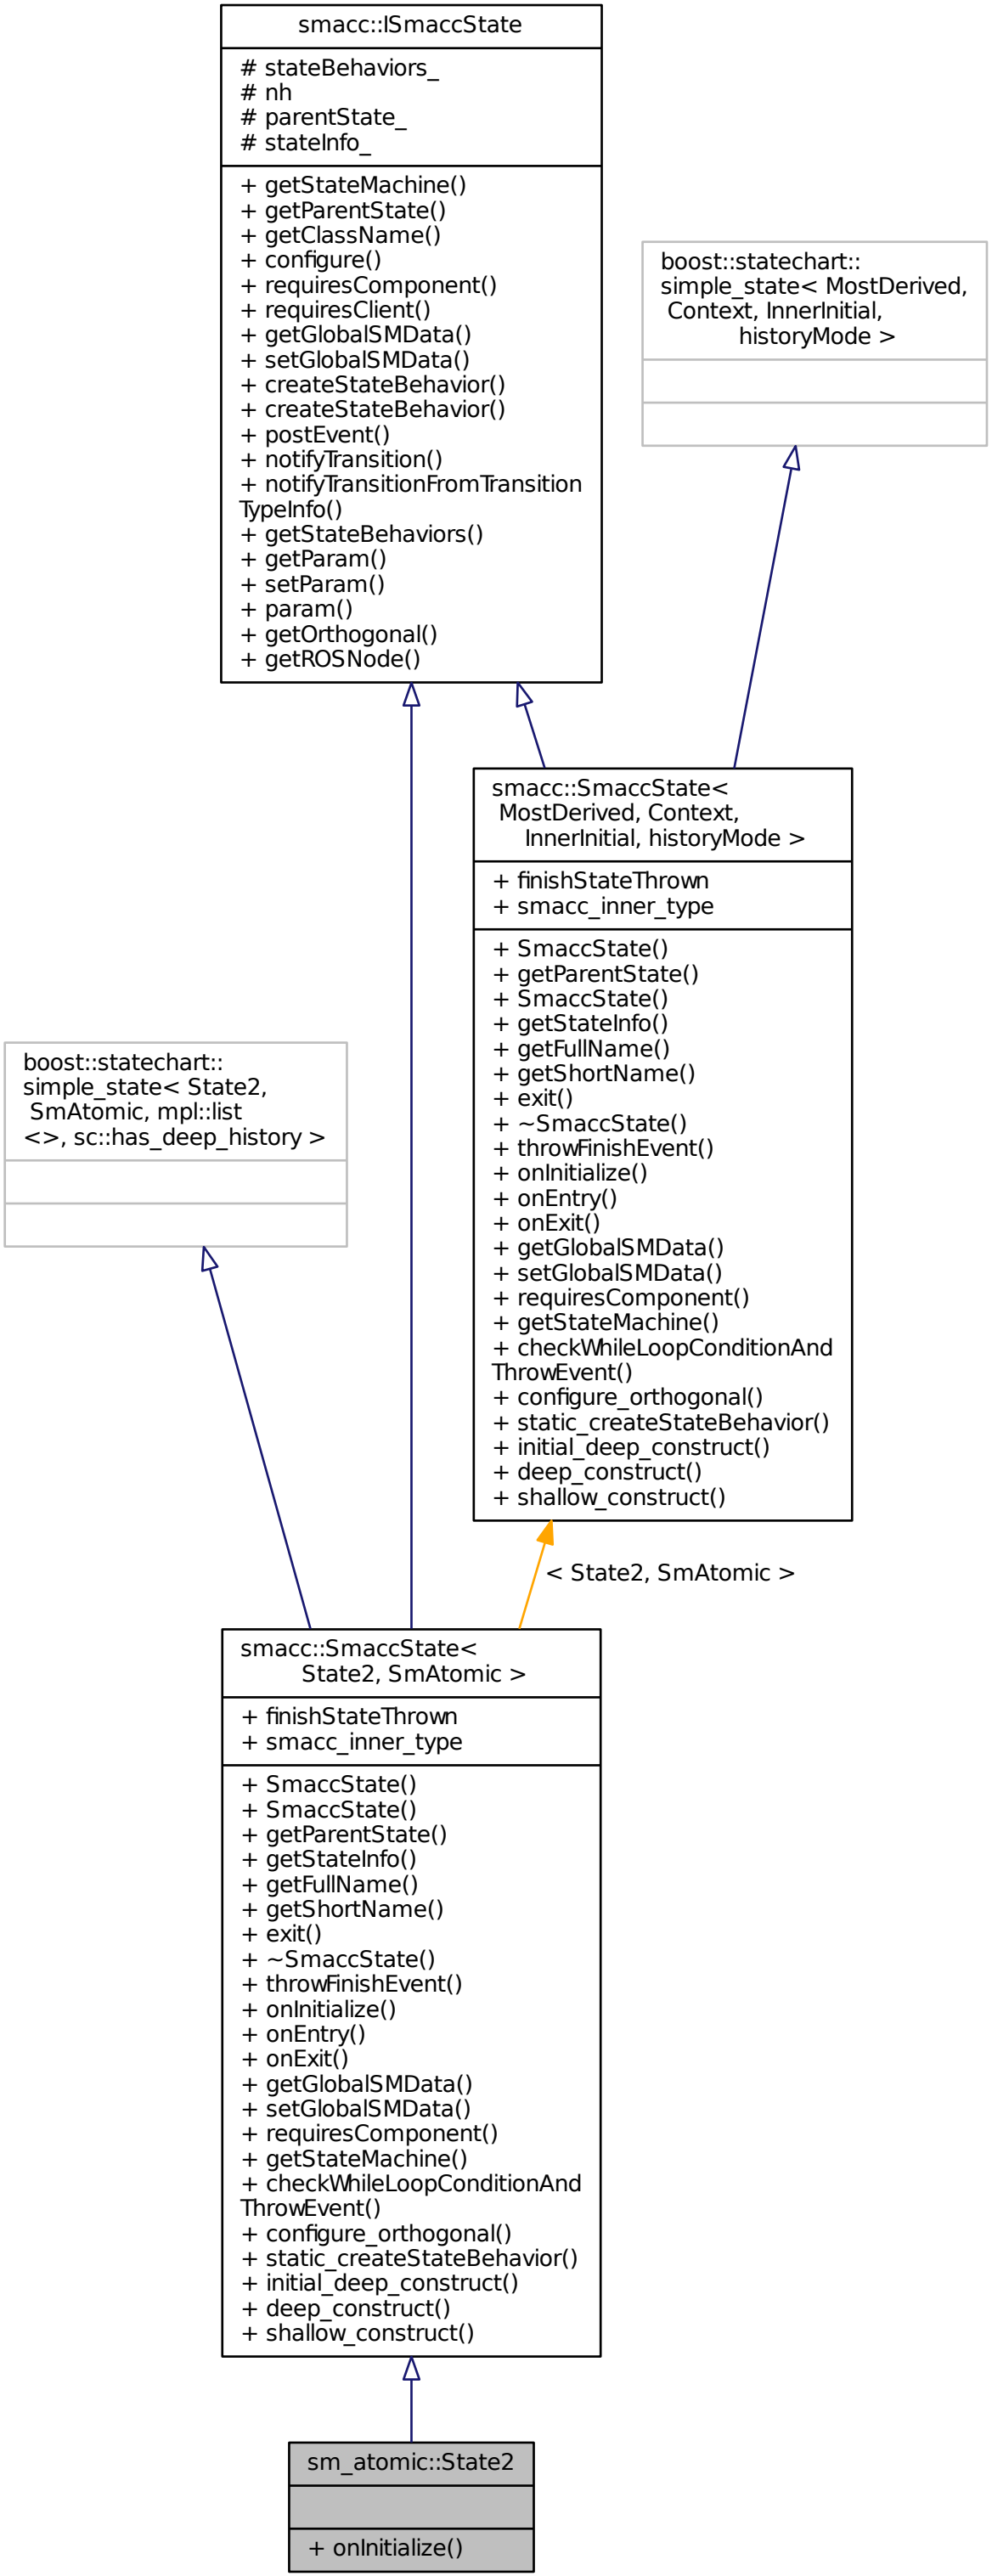 smacc::ISmaccState
# stateBehaviors_
# nh
# parentState_
# stateInfo_
+ getStateMachine()
+ getParentState()
+ getClassName()
+ configure()
+ requiresComponent()
+ requiresClient()
+ getGlobalSMData()
+ setGlobalSMData()
+ createStateBehavior()
+ createStateBehavior()
+ postEvent()
+ notifyTransition()
+ notifyTransitionFromTransition
TypeInfo()
+ getStateBehaviors()
+ getParam()
+ setParam()
+ param()
+ getOrthogonal()
+ getROSNode()
boost::statechart::
simple_state< MostDerived,
Context, InnerInitial,
historyMode >
smacc::SmaccState<
MostDerived, Context,
InnerInitial, historyMode >
+ finishStateThrown
+ smacc_inner_type
+ SmaccState()
+ getParentState()
+ SmaccState()
+ getStateInfo()
+ getFullName()
+ getShortName()
+ exit()
+ ~SmaccState()
+ throwFinishEvent()
+ onInitialize()
+ onEntry()
+ onExit()
+ getGlobalSMData()
+ setGlobalSMData()
+ requiresComponent()
+ getStateMachine()
+ checkWhileLoopConditionAnd
ThrowEvent()
+ configure_orthogonal()
+ static_createStateBehavior()
+ initial_deep_construct()
+ deep_construct()
+ shallow_construct()
boost::statechart::
simple_state< State2,
SmAtomic, mpl::list
<>, sc::has_deep_history >
< State2, SmAtomic >
smacc::SmaccState<
State2, SmAtomic >
+ finishStateThrown
+ smacc_inner_type
+ SmaccState()
+ SmaccState()
+ getParentState()
+ getStateInfo()
+ getFullName()
+ getShortName()
+ exit()
+ ~SmaccState()
+ throwFinishEvent()
+ onInitialize()
+ onEntry()
+ onExit()
+ getGlobalSMData()
+ setGlobalSMData()
+ requiresComponent()
+ getStateMachine()
+ checkWhileLoopConditionAnd
ThrowEvent()
+ configure_orthogonal()
+ static_createStateBehavior()
+ initial_deep_construct()
+ deep_construct()
+ shallow_construct()
sm_atomic::State2
+ onInitialize()